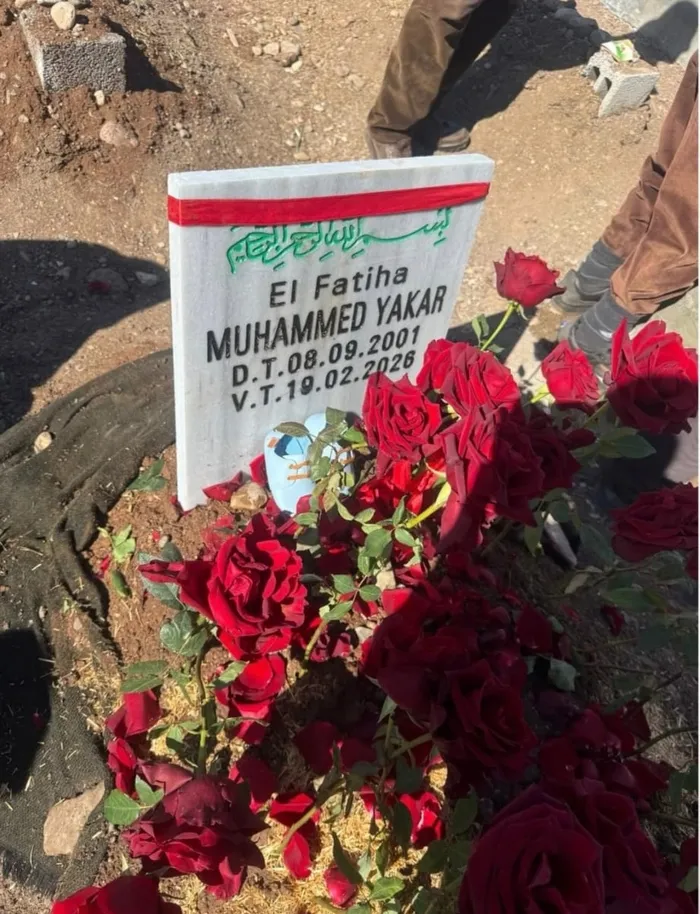 بسم الله الرحمن الرحيم
El Fatiha
MUHAMMED YAKAR
D.T.08.09.2001
V.T.19.02.2026